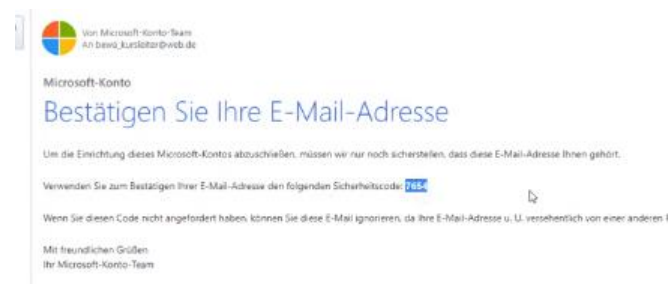 Von Microsoft-Konto-Team
An bawa_kursleiter@web.de
Microsoft-Konto
Bestätigen Sie Ihre E-Mail-Adresse
Um die Einrichtung dieses Microsoft-Kontos abzuschließen, müssen wir nur noch sicherstellen, dass diese E-Mail-Adresse Ihnen gehört.
Verwenden Sie zum Bestätigen Ihrer E-Mail-Adresse den folgenden Sicherheitscode: 7654
Wenn Sie diesen Code nicht angefordert haben, können Sie diese E-Mail ignorieren, da Ihre E-Mail-Adresse u. U. versehentlich von einer anderen
Mit freundlichen Grüßen
Ihr Microsoft-Konto-Team